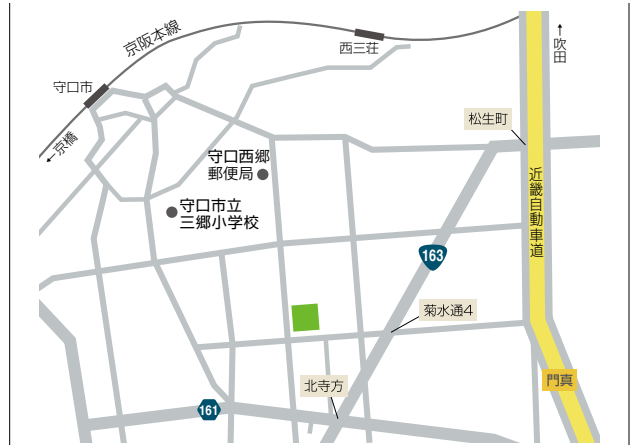 京阪本線
西三荘
←吹田
守口市
松生町
←京橋
守口西郷
郵便局
近畿自動車道
守口市立
三郷小学校
163
菊水通4
門真
北寺方
161